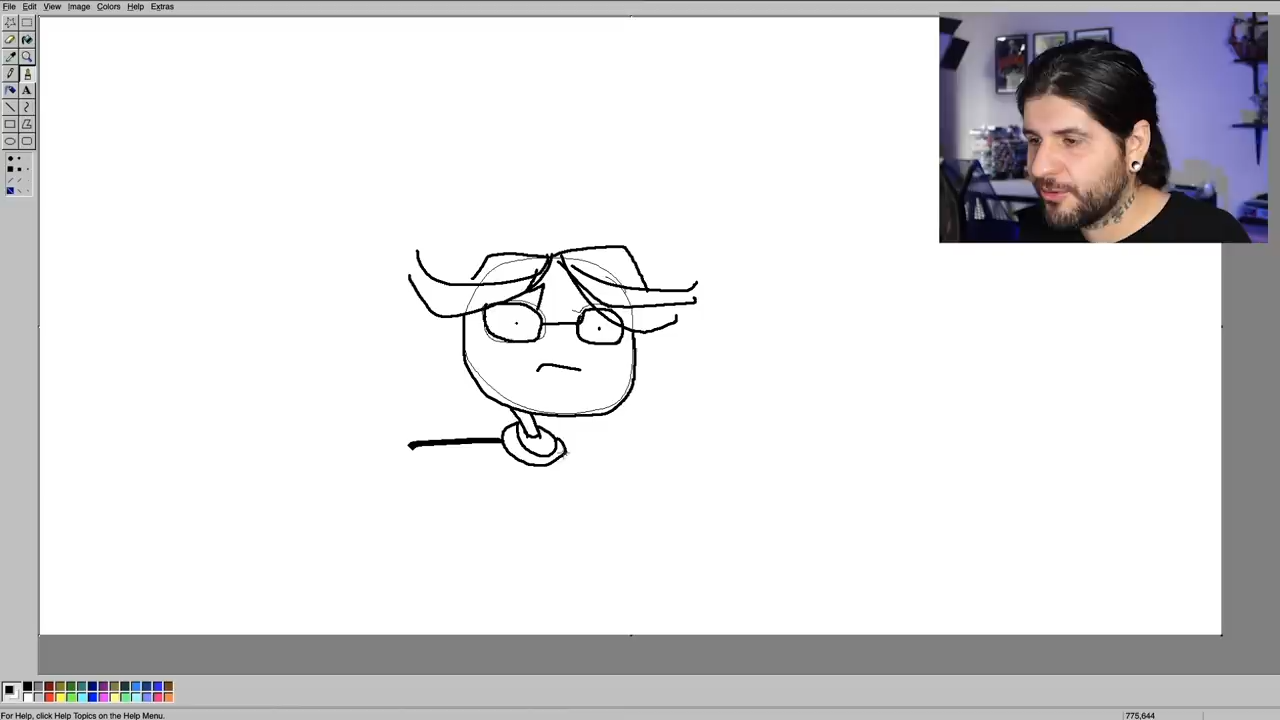 File Edit View Image Colors Help Extras
A
For Help, click Help Topics on the Help Menu.
775,644